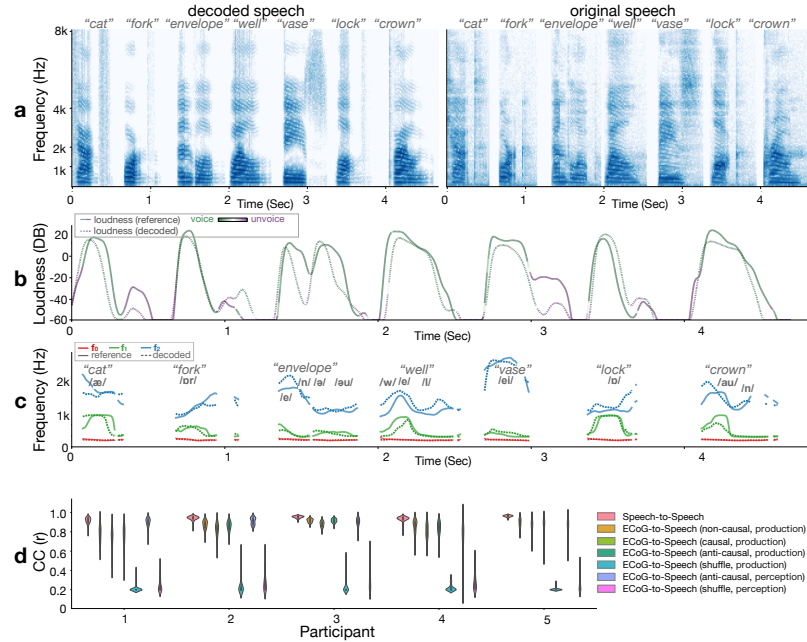 decoded speech original speech
“cat” “fork” “envelope” “well” “vase” “lock” “crown” “cat” “fork” “envelope” “well” “vase” “lock” “crown”
a
Frequency (Hz)
8k
4k
2k
1k
0 1 2 3 4 0 1 2 3 4
Time (Sec) Time (Sec)
b
Loudness (DB)
20
0
-20
-40
-60
loudness (reference) voice unvoice
loudness (decoded)
0 1 2 3 4
Time (Sec)
c
Frequency (Hz)
f₀ f₁ f₂
reference decoded
“cat” “fork” “envelope” “well” “vase” “lock” “crown”
/æ/ /ɒr/ /e/ /n/ /ə/ /əu/ /w/ /e/ /l/ /ei/ /ɒ/ /au/ /n/
2k
1k
0
0 1 2 3 4
Time (Sec)
d
CC (r)
1.0
0.8
0.6
0.4
0.2
0
1 2 3 4 5
Participant
Speech-to-Speech
ECoG-to-Speech (non-causal, production)
ECoG-to-Speech (causal, production)
ECoG-to-Speech (anti-causal, production)
ECoG-to-Speech (shuffle, production)
ECoG-to-Speech (anti-causal, perception)
ECoG-to-Speech (shuffle, perception)